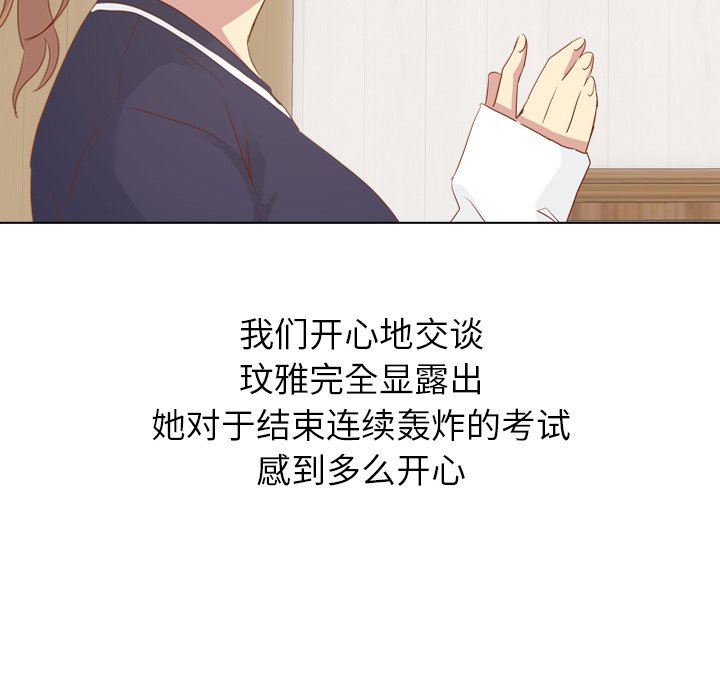 我们开心地交谈
玟雅完全显露出
她对于结束连续轰炸的考试
感到多么开心